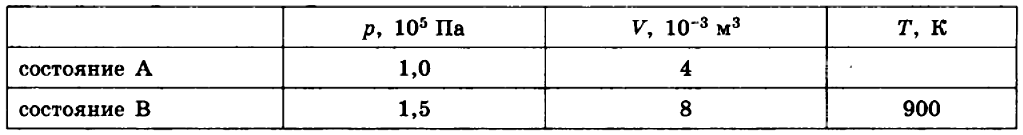 p, 10⁵ Па V, 10⁻³ м³ T, К
состояние А 1,0 4
состояние В 1,5 8 900